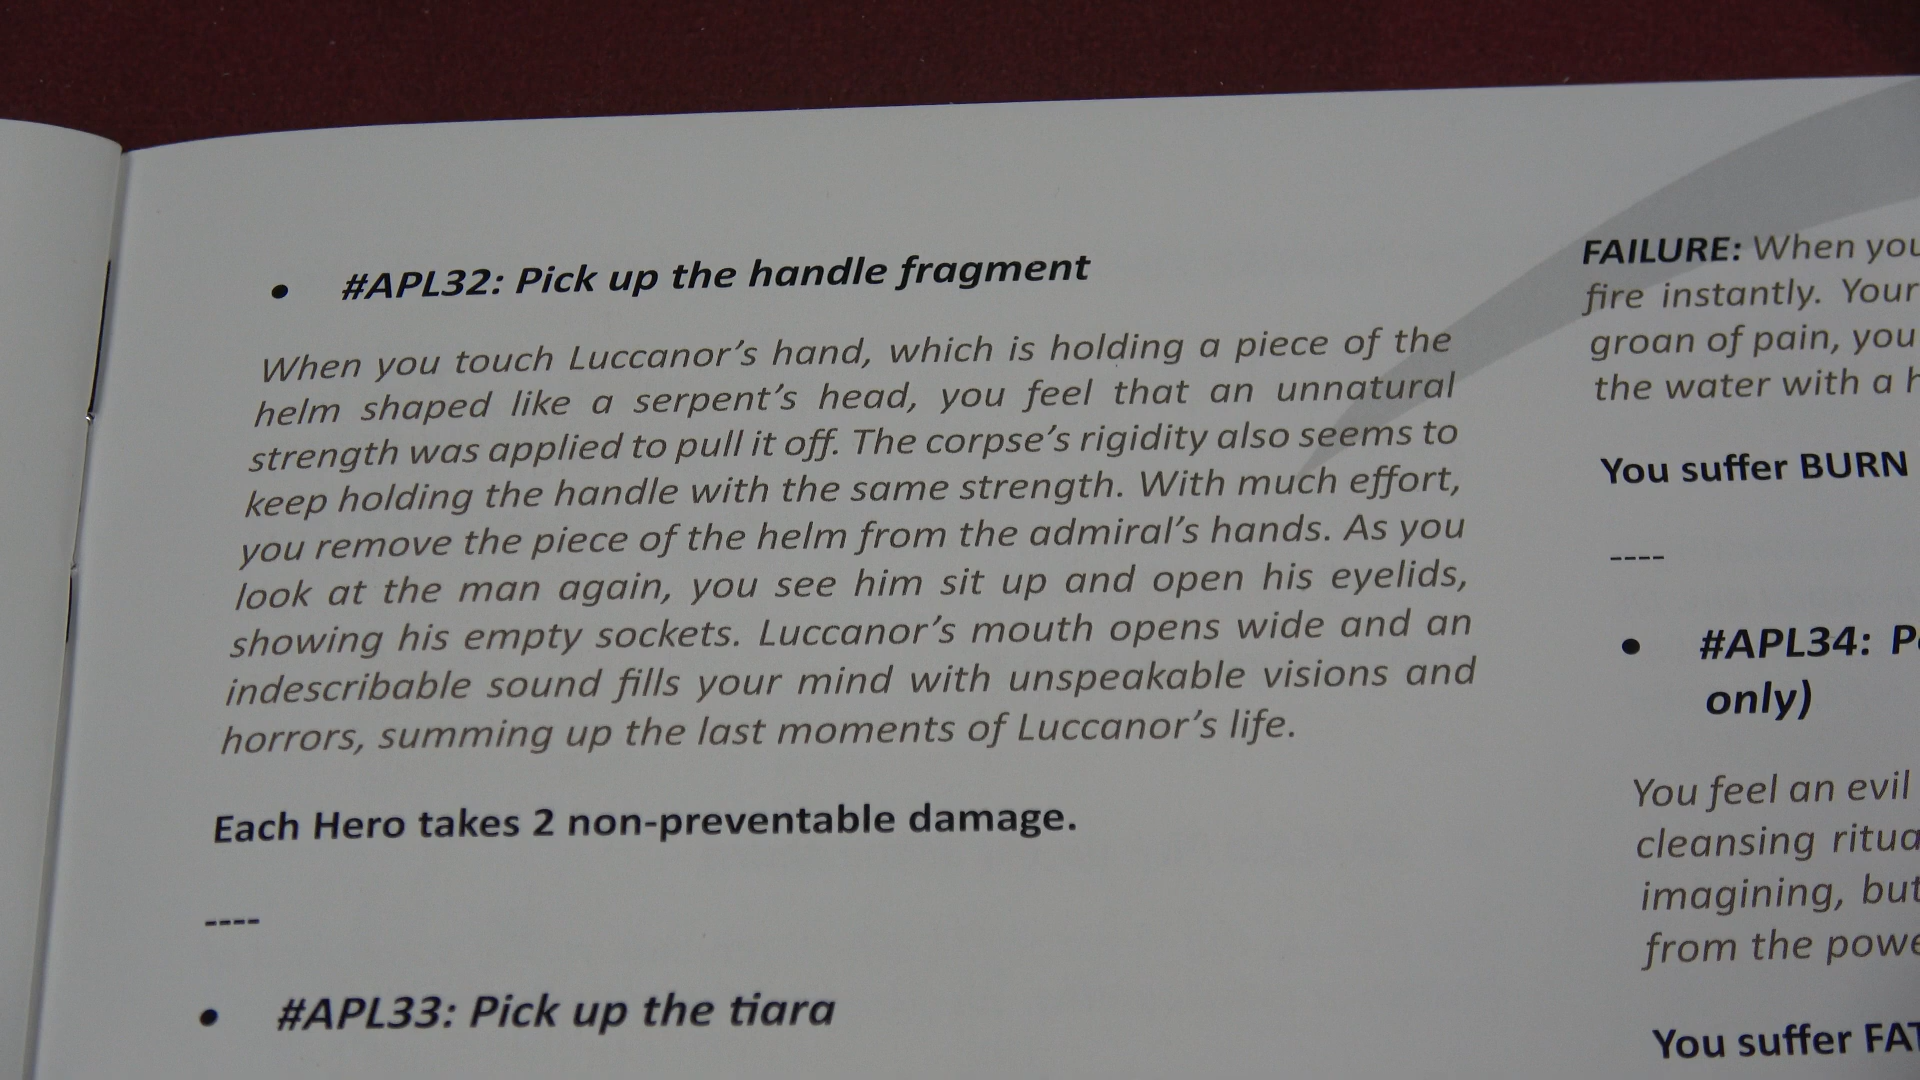 • #APL32: Pick up the handle fragment
When you touch Luccanor’s hand, which is holding a piece of the
helm shaped like a serpent’s head, you feel that an unnatural
strength was applied to pull it off. The corpse’s rigidity also seems to
keep holding the handle with the same strength. With much effort,
you remove the piece of the helm from the admiral’s hands. As you
look at the man again, you see him sit up and open his eyelids,
showing his empty sockets. Luccanor’s mouth opens wide and an
indescribable sound fills your mind with unspeakable visions and
horrors, summing up the last moments of Luccanor’s life.
Each Hero takes 2 non-preventable damage.
----
• #APL33: Pick up the tiara
FAILURE: When you
fire instantly. Your
groan of pain, you
the water with a
You suffer BURN
----
• #APL34:
only)
You feel an evil
cleansing
imagining, but
from the
You suffer